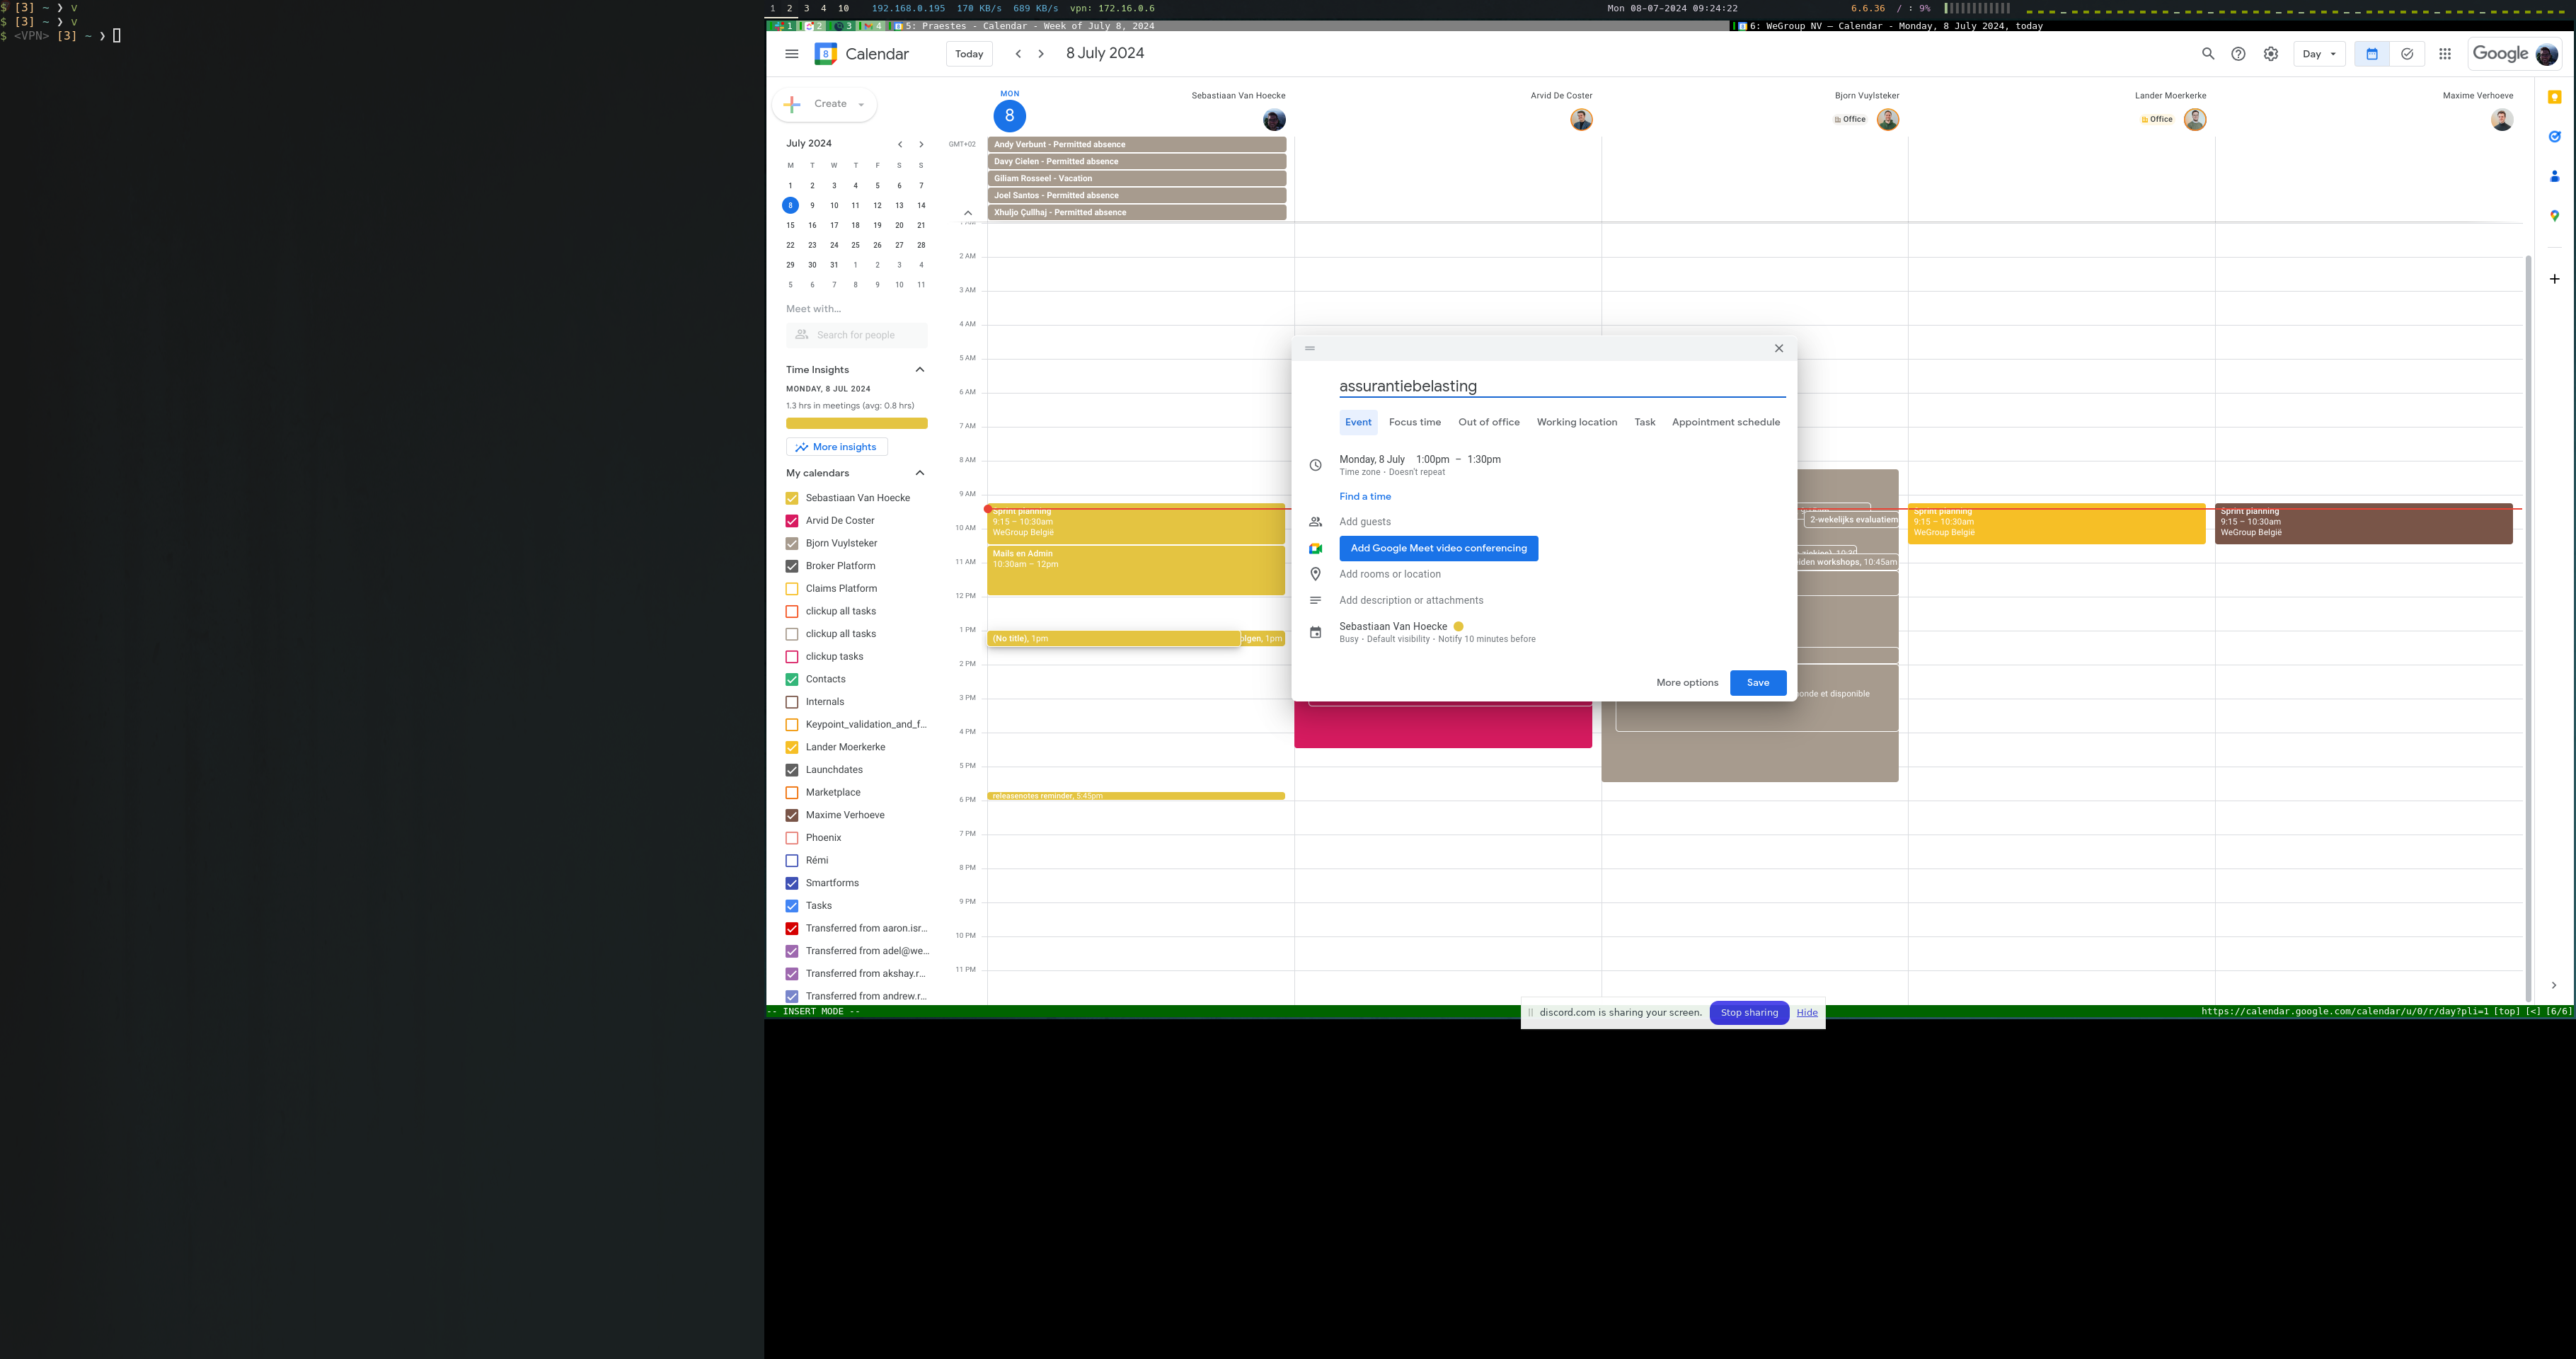 $ [3] ~ ❯ v
$ [3] ~ ❯ v
$ <VPN> [3] ~ ❯
1 2 3 4 10 192.168.0.195 170 KB/s 689 KB/s vpn: 172.16.0.6 Mon 08-07-2024 09:24:22 6.6.36 / : 9%
1 2 3 4 5: Praestes - Calendar - Week of July 8, 2024 6: WeGroup NV – Calendar - Monday, 8 July 2024, today
8 Calendar Today 8 July 2024 Day Google
Create
MON
8
Sebastiaan Van Hoecke
Arvid De Coster
Bjorn Vuylsteker
Office
Lander Moerkerke
Office
Maxime Verhoeve
GMT+02
Andy Verbunt - Permitted absence
Davy Cielen - Permitted absence
Giliam Rosseel - Vacation
Joel Santos - Permitted absence
Xhuljo Çullhaj - Permitted absence
July 2024
M T W T F S S
1 2 3 4 5 6 7
8 9 10 11 12 13 14
15 16 17 18 19 20 21
22 23 24 25 26 27 28
29 30 31 1 2 3 4
5 6 7 8 9 10 11
Meet with...
Search for people
Time Insights
MONDAY, 8 JUL 2024
1.3 hrs in meetings (avg: 0.8 hrs)
More insights
My calendars
Sebastiaan Van Hoecke
Arvid De Coster
Bjorn Vuylsteker
Broker Platform
Claims Platform
clickup all tasks
clickup all tasks
clickup tasks
Contacts
Internals
Keypoint_validation_and_f...
Lander Moerkerke
Launchdates
Marketplace
Maxime Verhoeve
Phoenix
Rémi
Smartforms
Tasks
Transferred from aaron.isr...
Transferred from adel@we...
Transferred from akshay.r...
Transferred from andrew.r...
2 AM
3 AM
4 AM
5 AM
6 AM
7 AM
8 AM
9 AM
10 AM
11 AM
12 PM
1 PM
2 PM
3 PM
4 PM
5 PM
6 PM
7 PM
8 PM
9 PM
10 PM
11 PM
Sprint planning
9:15 – 10:30am
WeGroup België
Mails en Admin
10:30am – 12pm
(No title), 1pm
olgen, 1pm
releasenotes reminder, 5:45pm
assurantiebelasting
Event Focus time Out of office Working location Task Appointment schedule
Monday, 8 July 1:00pm – 1:30pm
Time zone · Doesn't repeat
Find a time
Add guests
Add Google Meet video conferencing
Add rooms or location
Add description or attachments
Sebastiaan Van Hoecke
Busy · Default visibility · Notify 10 minutes before
More options Save
2-wekelijks evaluatiem
iden workshops, 10:45am
onde et disponible
Sprint planning
9:15 – 10:30am
WeGroup België
Sprint planning
9:15 – 10:30am
WeGroup België
-- INSERT MODE --
discord.com is sharing your screen. Stop sharing Hide
https://calendar.google.com/calendar/u/0/r/day?pli=1 [top] [<] [6/6]